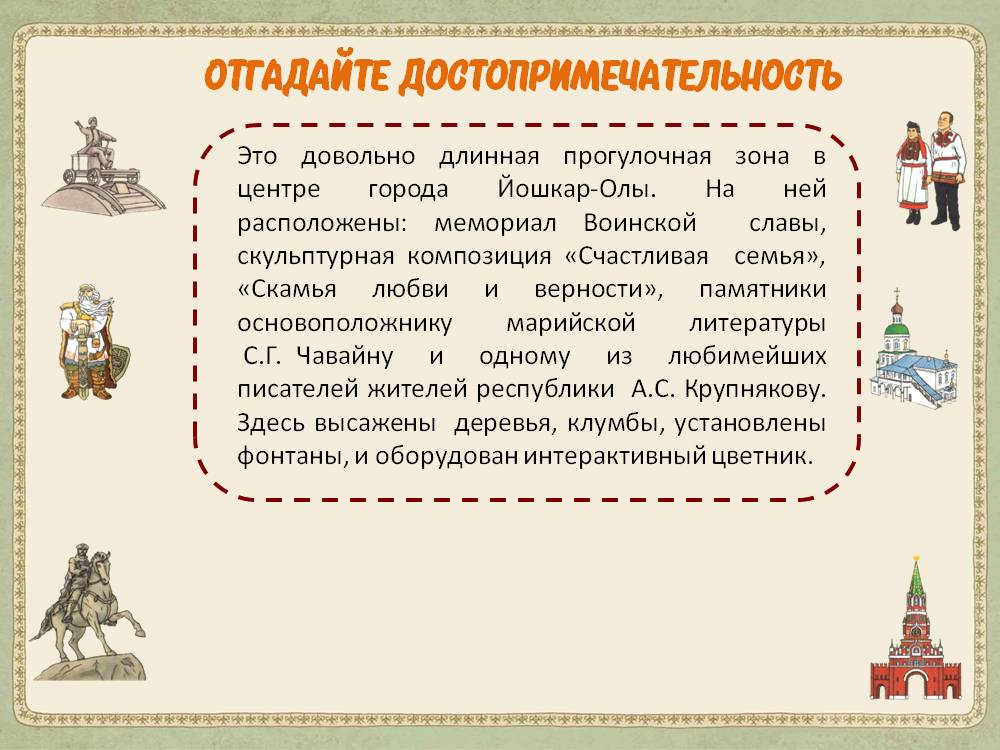 ОТГАДАЙТЕ ДОСТОПРИМЕЧАТЕЛЬНОСТЬ
Это довольно длинная прогулочная зона в
центре города Йошкар-Олы. На ней
расположены: мемориал Воинской славы,
скульптурная композиция «Счастливая семья»,
«Скамья любви и верности», памятники
основоположнику марийской литературы
С.Г. Чавайну и одному из любимейших
писателей жителей республики А.С. Крупнякову.
Здесь высажены деревья, клумбы, установлены
фонтаны, и оборудован интерактивный цветник.